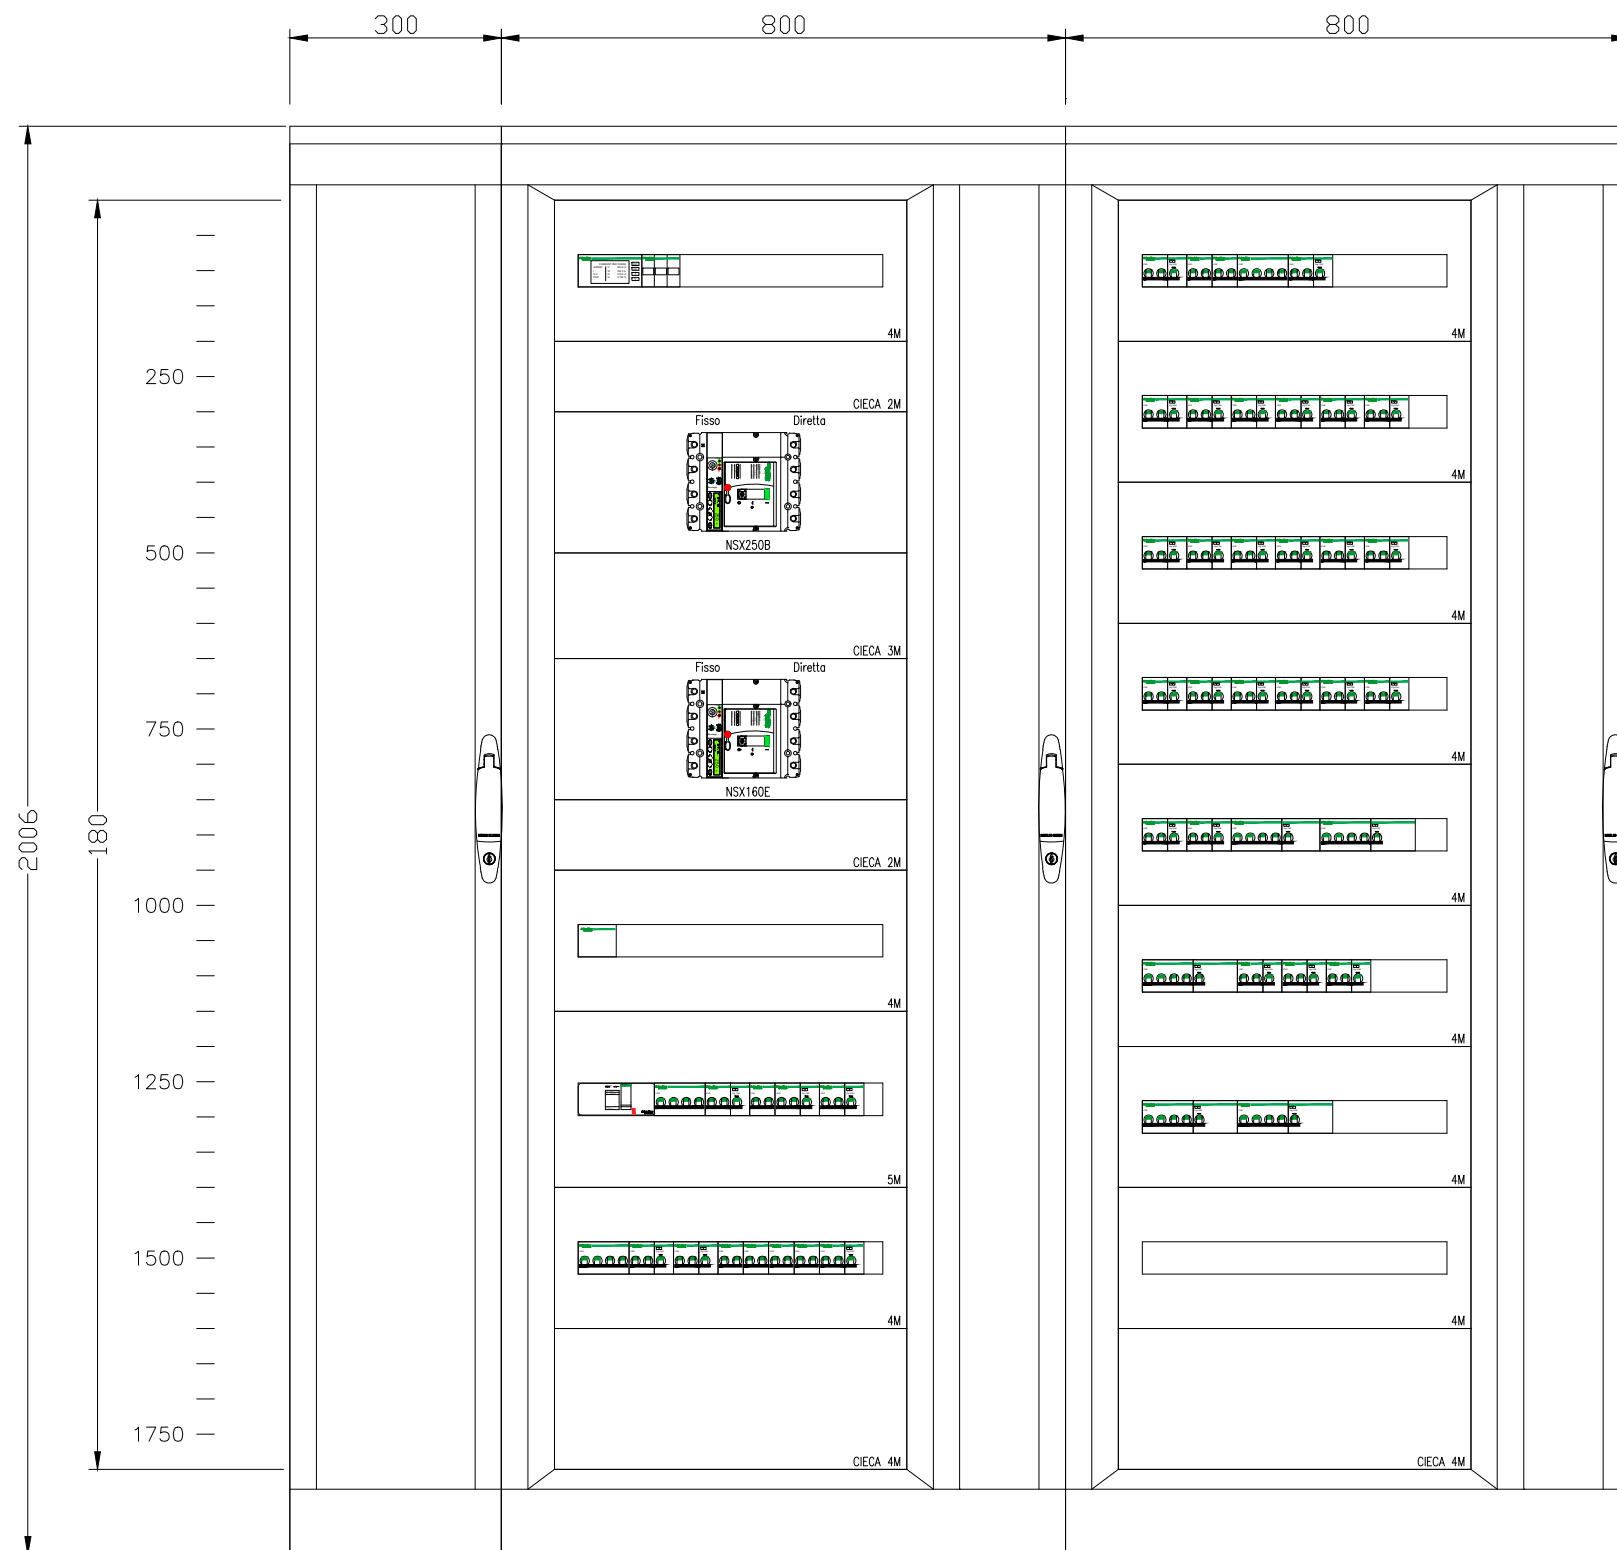 300 800 800
4M 4M
250
CIECA 2M
Fisso Diretta
4M
NSX250B
500
4M
CIECA 3M
Fisso Diretta
750
4M
NSX160E
2006
180
CIECA 2M
4M
1000
4M
4M
1250
5M 4M
1500
4M 4M
1750
CIECA 4M CIECA 4M